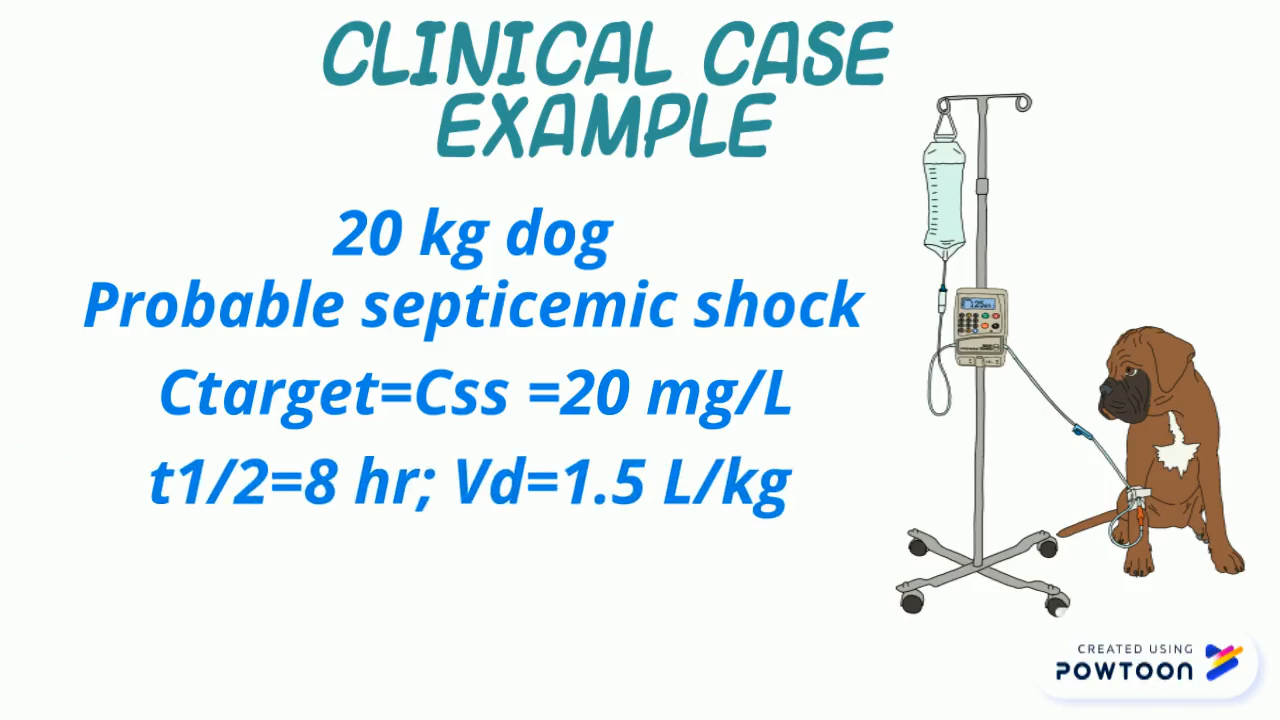 CLINICAL CASE
EXAMPLE
20 kg dog
Probable septicemic shock
Ctarget=Css =20 mg/L
t1/2=8 hr; Vd=1.5 L/kg
CREATED USING
POWTOON